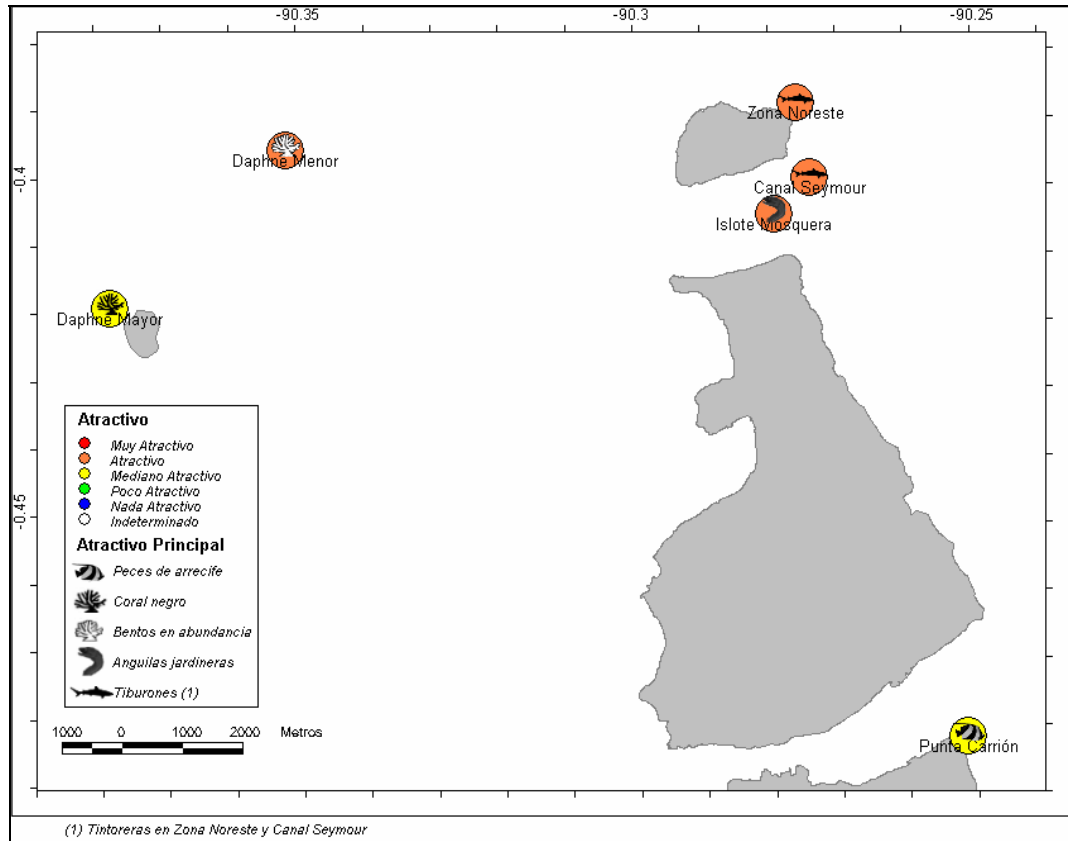 -90.35 -90.3 -90.25
Zona Noreste
Daphne Menor
-0.4
Canal Seymour
Islote Mosquera
Daphne Mayor
Atractivo
Muy Atractivo
Atractivo
Mediano Atractivo
Poco Atractivo
Nada Atractivo
Indeterminado
-0.45
Atractivo Principal
Peces de arrecife
Coral negro
Bentos en abundancia
Anguilas jardineras
Tiburones (1)
1000 0 1000 2000 Metros
Punta Carrión
(1) Tintoreras en Zona Noreste y Canal Seymour